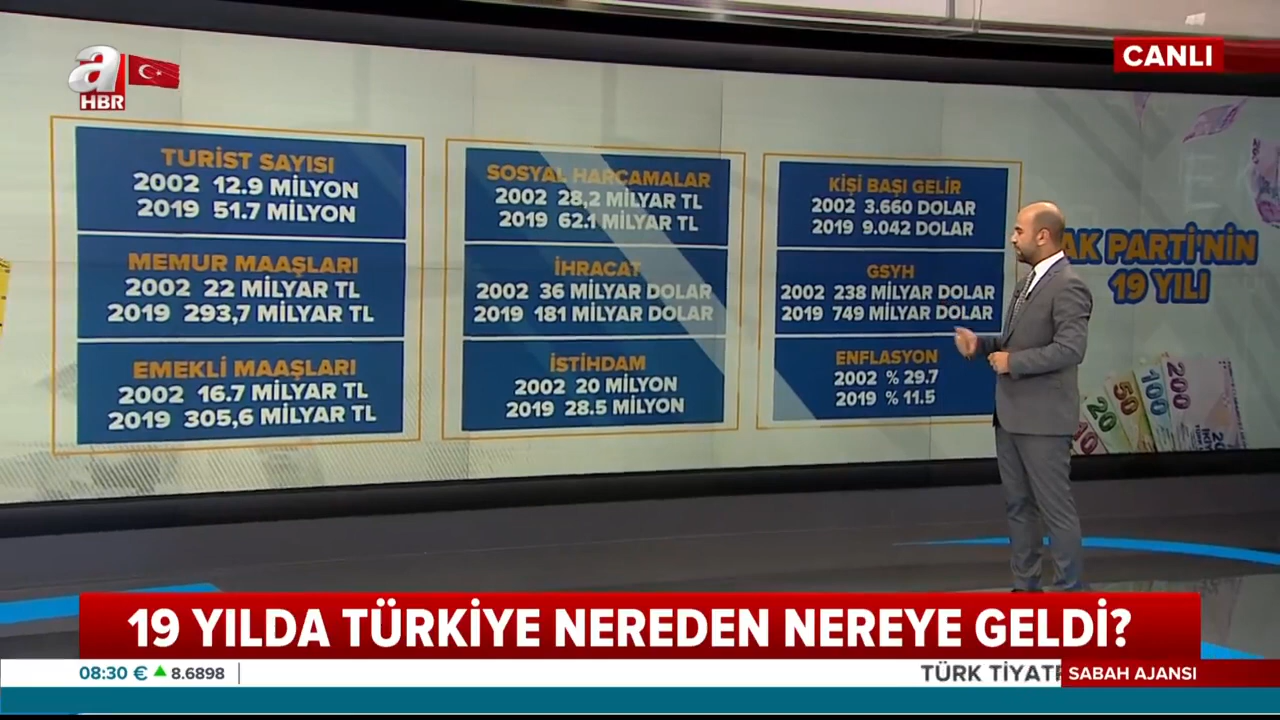 a
HBR
CANLI
TURİST SAYISI
2002 12.9 MİLYON
2019 51.7 MİLYON
MEMUR MAAŞLARI
2002 22 MİLYAR TL
2019 293,7 MİLYAR TL
EMEKLİ MAAŞLARI
2002 16.7 MİLYAR TL
2019 305,6 MİLYAR TL
SOSYAL HARCAMALAR
2002 28,2 MİLYAR TL
2019 62.1 MİLYAR TL
İHRACAT
2002 36 MİLYAR DOLAR
2019 181 MİLYAR DOLAR
İSTİHDAM
2002 20 MİLYON
2019 28.5 MİLYON
KİŞİ BAŞI GELİR
2002 3.660 DOLAR
2019 9.042 DOLAR
GSYH
2002 238 MİLYAR DOLAR
2019 749 MİLYAR DOLAR
ENFLASYON
2002 % 29.7
2019 % 11.5
AK PARTİ'NİN
19 YILI
10
20
50
100
200
19 YILDA TÜRKİYE NEREDEN NEREYE GELDİ?
08:30 € ▲ 8.6898
TÜRK TİYATR
SABAH AJANSI